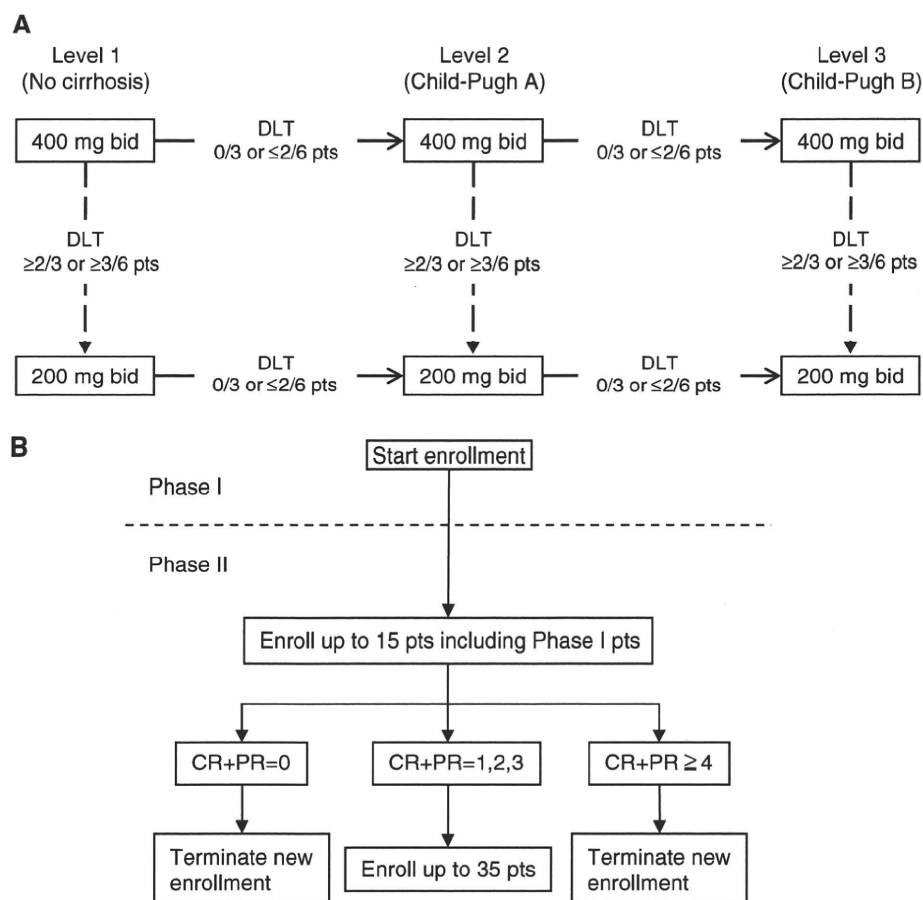 A
Level 1
(No cirrhosis)
Level 2
(Child-Pugh A)
Level 3
(Child-Pugh B)
400 mg bid
DLT
0/3 or ≤2/6 pts
400 mg bid
DLT
0/3 or ≤2/6 pts
400 mg bid
DLT
≥2/3 or ≥3/6 pts
DLT
≥2/3 or ≥3/6 pts
DLT
≥2/3 or ≥3/6 pts
200 mg bid
DLT
0/3 or ≤2/6 pts
200 mg bid
DLT
0/3 or ≤2/6 pts
200 mg bid
B
Start enrollment
Phase I
Phase II
Enroll up to 15 pts including Phase I pts
CR+PR=0
CR+PR=1,2,3
CR+PR ≧ 4
Terminate new
enrollment
Enroll up to 35 pts
Terminate new
enrollment